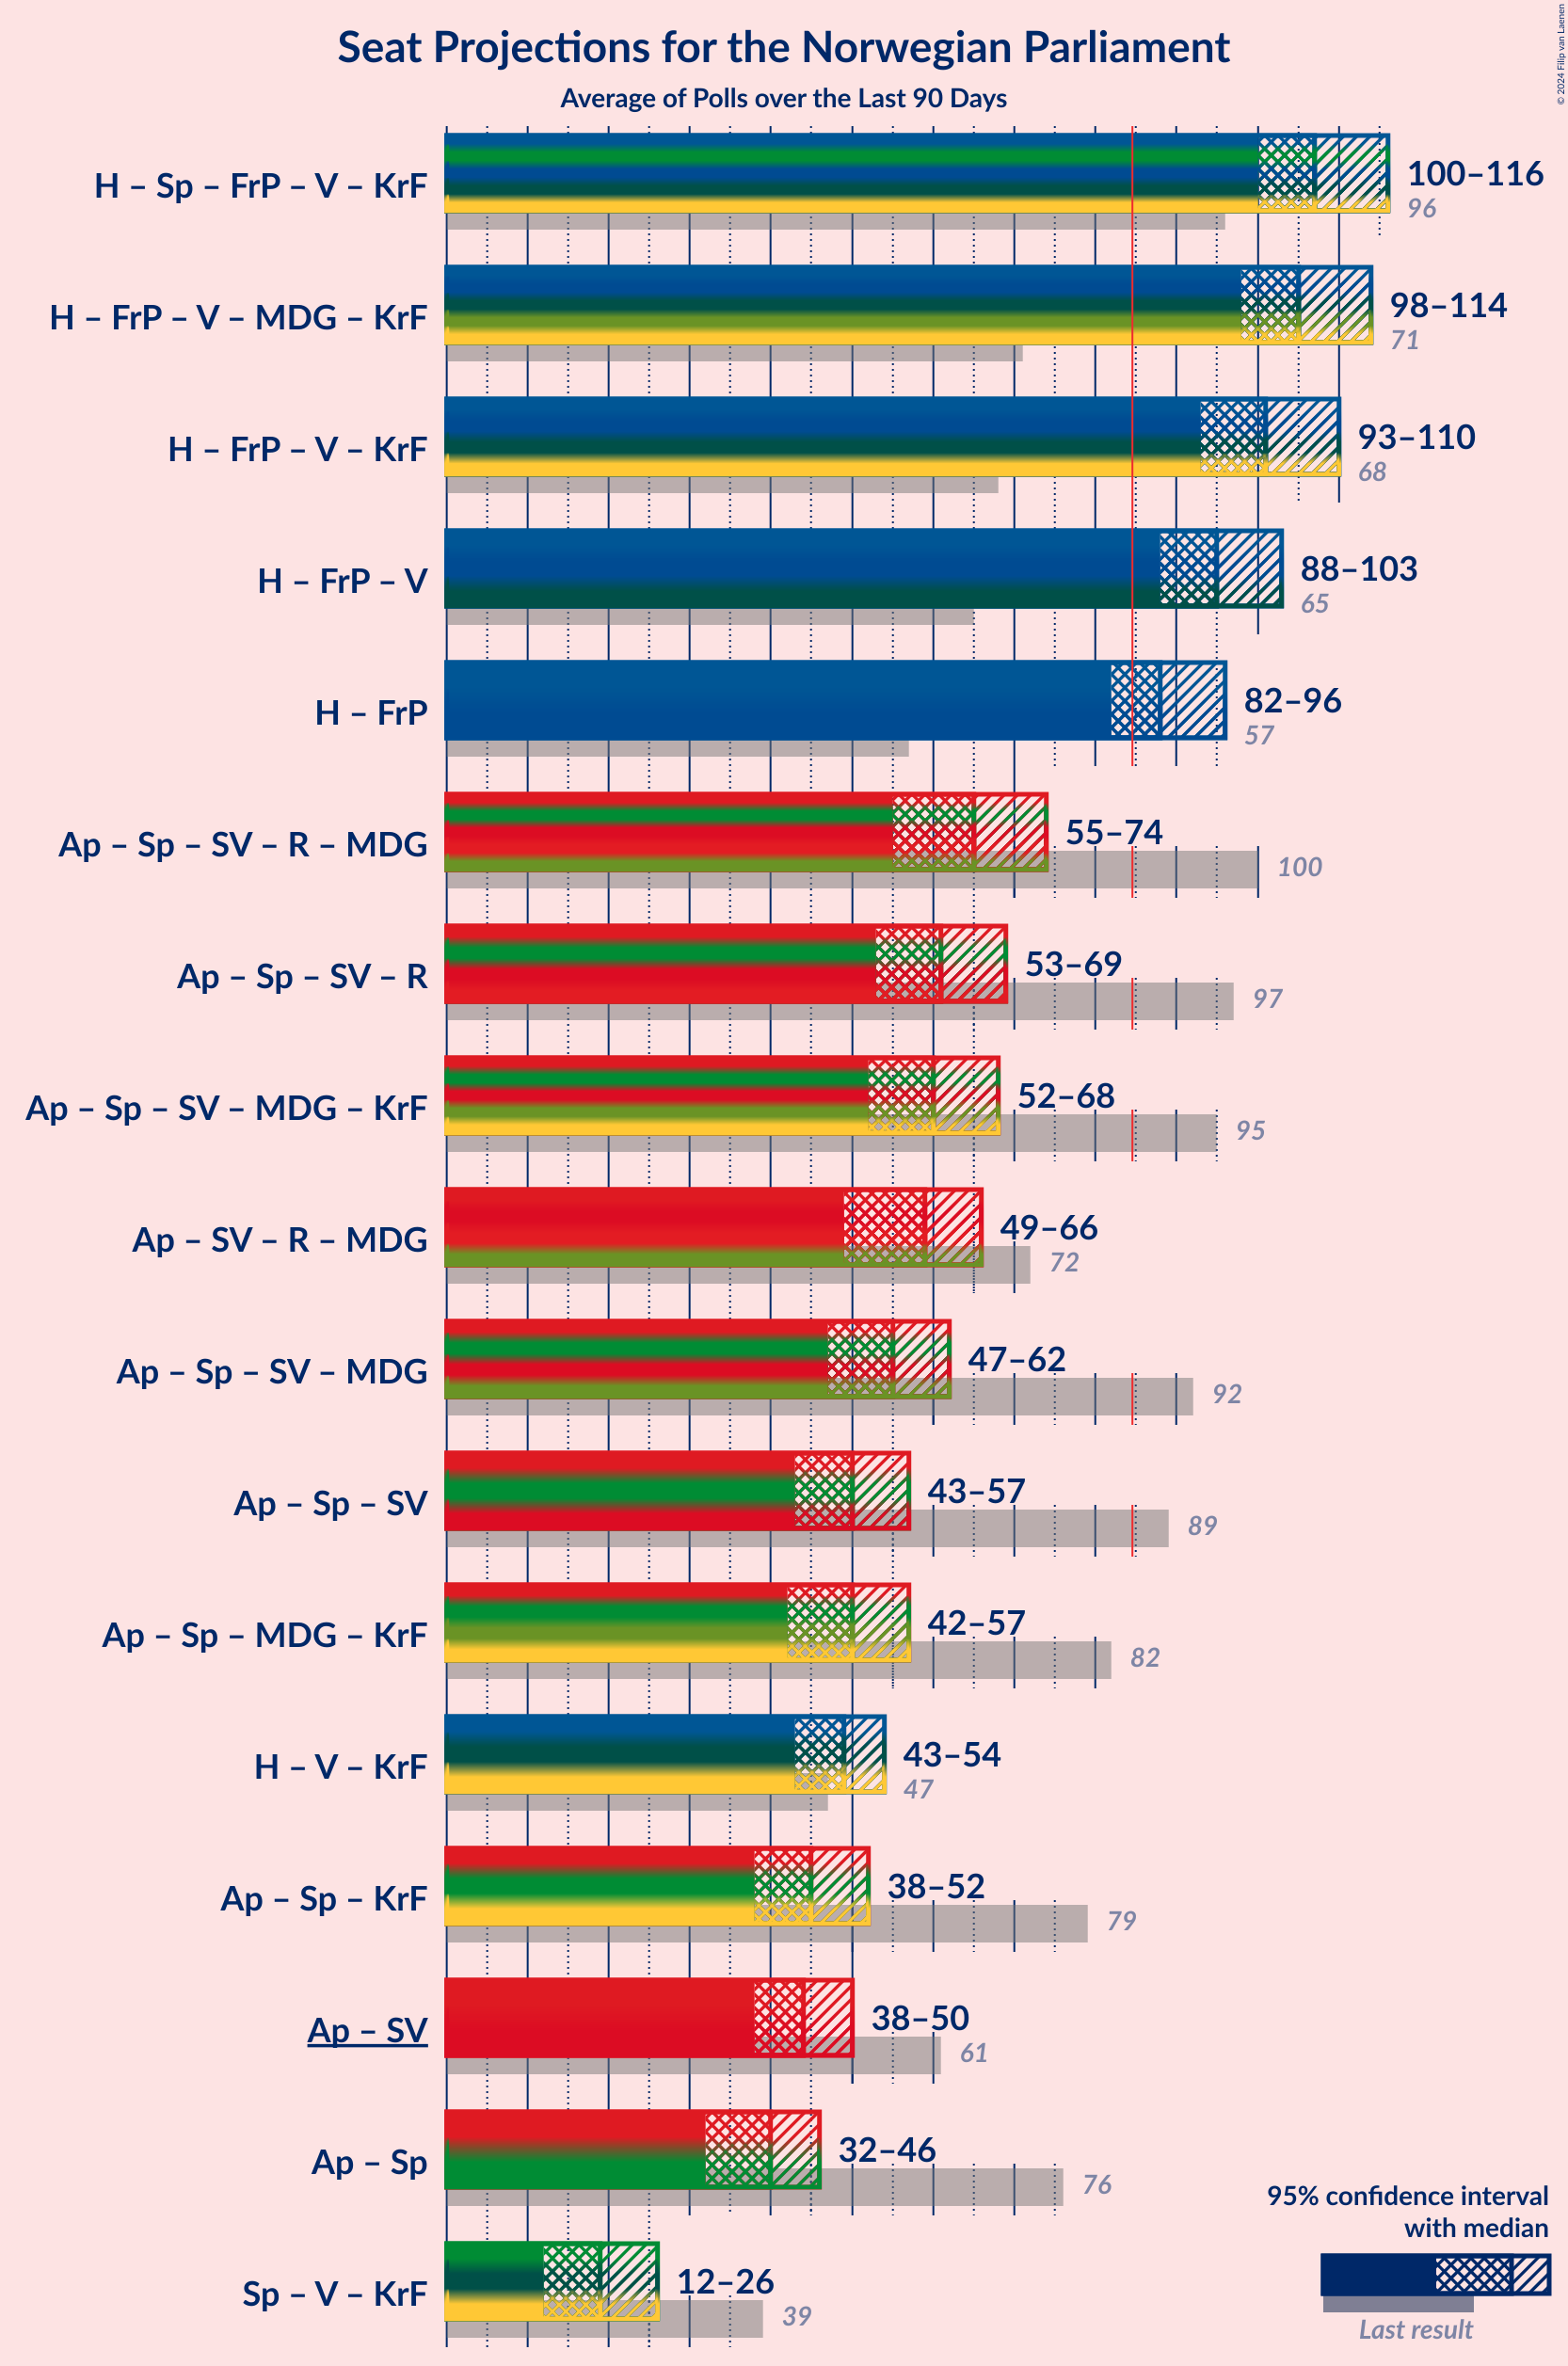 © 2024 Filip van Laenen
Seat Projections for the Norwegian Parliament
Average of Polls over the Last 90 Days
H – Sp – FrP – V – KrF
100–116
96
H – FrP – V – MDG – KrF
98–114
71
H – FrP – V – KrF
93–110
68
H – FrP – V
88–103
65
H – FrP
82–96
57
Ap – Sp – SV – R – MDG
55–74
100
Ap – Sp – SV – R
53–69
97
Ap – Sp – SV – MDG – KrF
52–68
95
Ap – SV – R – MDG
49–66
72
Ap – Sp – SV – MDG
47–62
92
Ap – Sp – SV
43–57
89
Ap – Sp – MDG – KrF
42–57
82
H – V – KrF
43–54
47
Ap – Sp – KrF
38–52
79
Ap – SV
38–50
61
Ap – Sp
32–46
76
Sp – V – KrF
12–26
39
95% confidence interval
with median
Last result